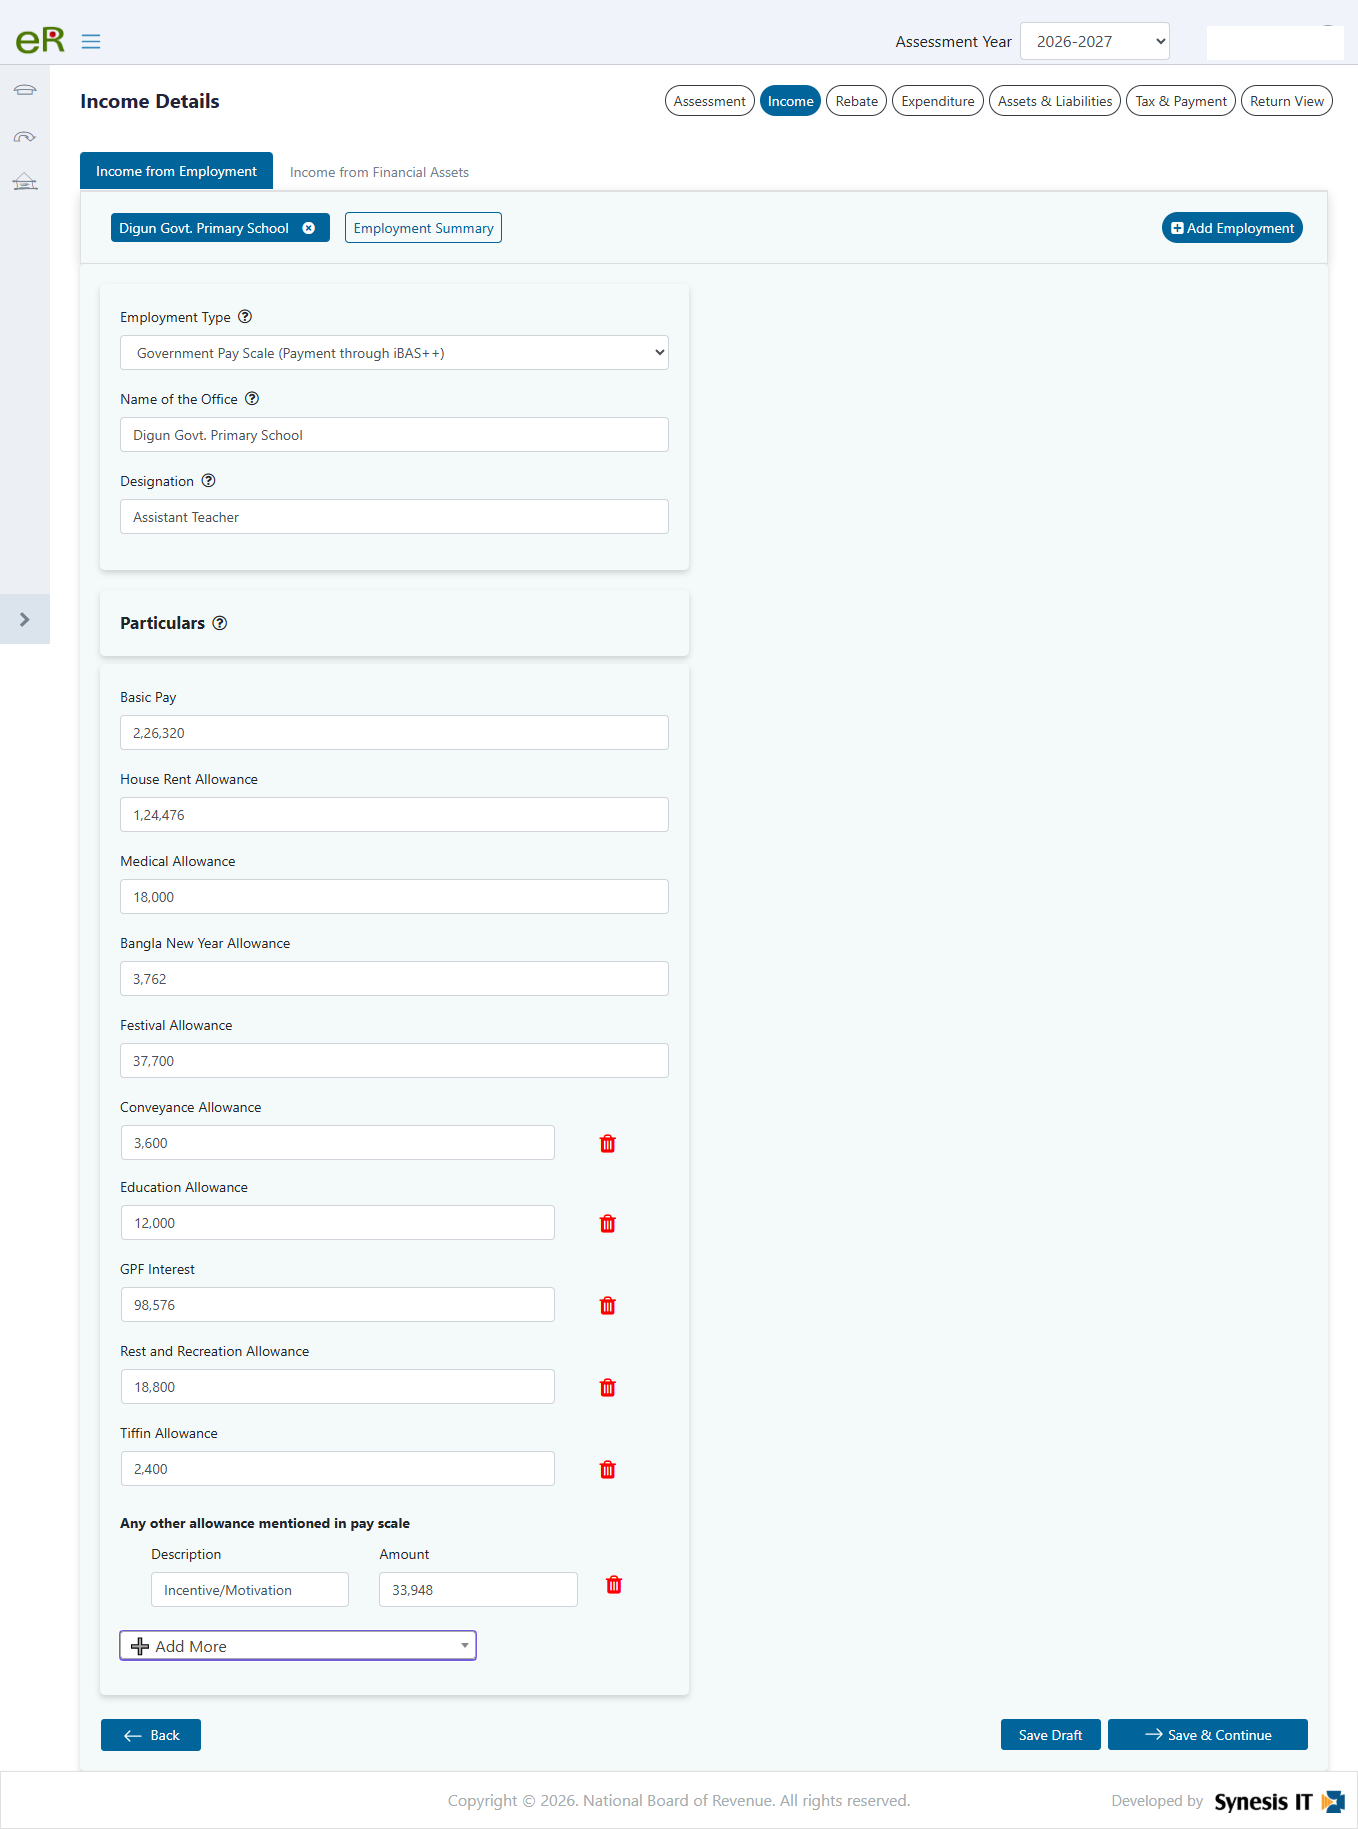 eR
Assessment Year
2026-2027
Income Details
Assessment
Income
Rebate
Expenditure
Assets & Liabilities
Tax & Payment
Return View
Income from Employment
Income from Financial Assets
Digun Govt. Primary School
Employment Summary
Add Employment
Employment Type
Government Pay Scale (Payment through iBAS++)
Name of the Office
Digun Govt. Primary School
Designation
Assistant Teacher
Particulars
Basic Pay
2,26,320
House Rent Allowance
1,24,476
Medical Allowance
18,000
Bangla New Year Allowance
3,762
Festival Allowance
37,700
Conveyance Allowance
3,600
Education Allowance
12,000
GPF Interest
98,576
Rest and Recreation Allowance
18,800
Tiffin Allowance
2,400
Any other allowance mentioned in pay scale
Description Amount
Incentive/Motivation 33,948
Add More
Back
Save Draft
Save & Continue
Copyright © 2026. National Board of Revenue. All rights reserved.
Developed by Synesis IT